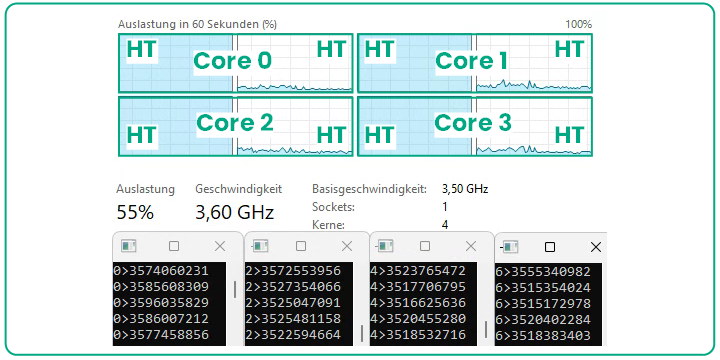 Auslastung in 60 Sekunden (%) 100%
HT Core 0 HT HT Core 1 HT
HT Core 2 HT HT Core 3 HT
Auslastung Geschwindigkeit Basisgeschwindigkeit: 3,50 GHz
55% 3,60 GHz Sockets: 1
Kerne: 4
0>3574060231 2>3572553956 4>3523765472 6>3555340982
0>3585608309 2>3527354066 4>3517706795 6>3515354024
0>3596035829 2>3525047091 4>3516625636 6>3515172978
0>3586007212 2>3525481158 4>3520455280 6>3520402284
0>3577458856 2>3522594664 4>3518532716 6>3518383403